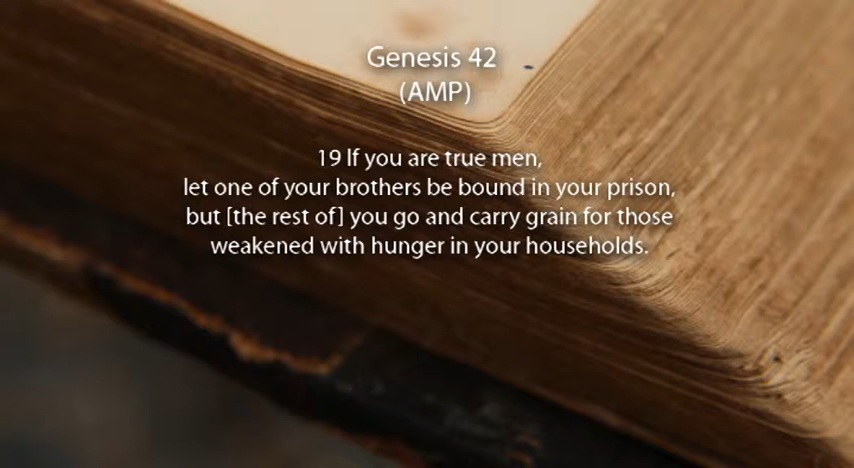 Genesis 42
(AMP)
19 If you are true men,
let one of your brothers be bound in your prison,
but [the rest of] you go and carry grain for those
weakened with hunger in your households.